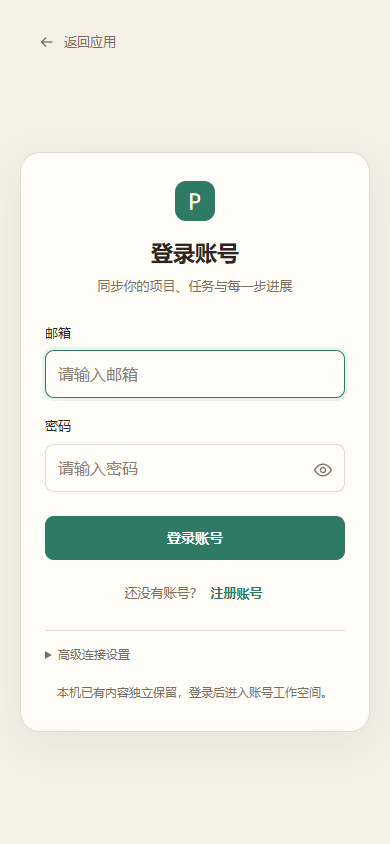 返回应用
P
登录账号
同步你的项目、任务与每一步进展
邮箱
请输入邮箱
密码
请输入密码
登录账号
还没有账号? 注册账号
高级连接设置
本机已有内容独立保留，登录后进入账号工作空间。